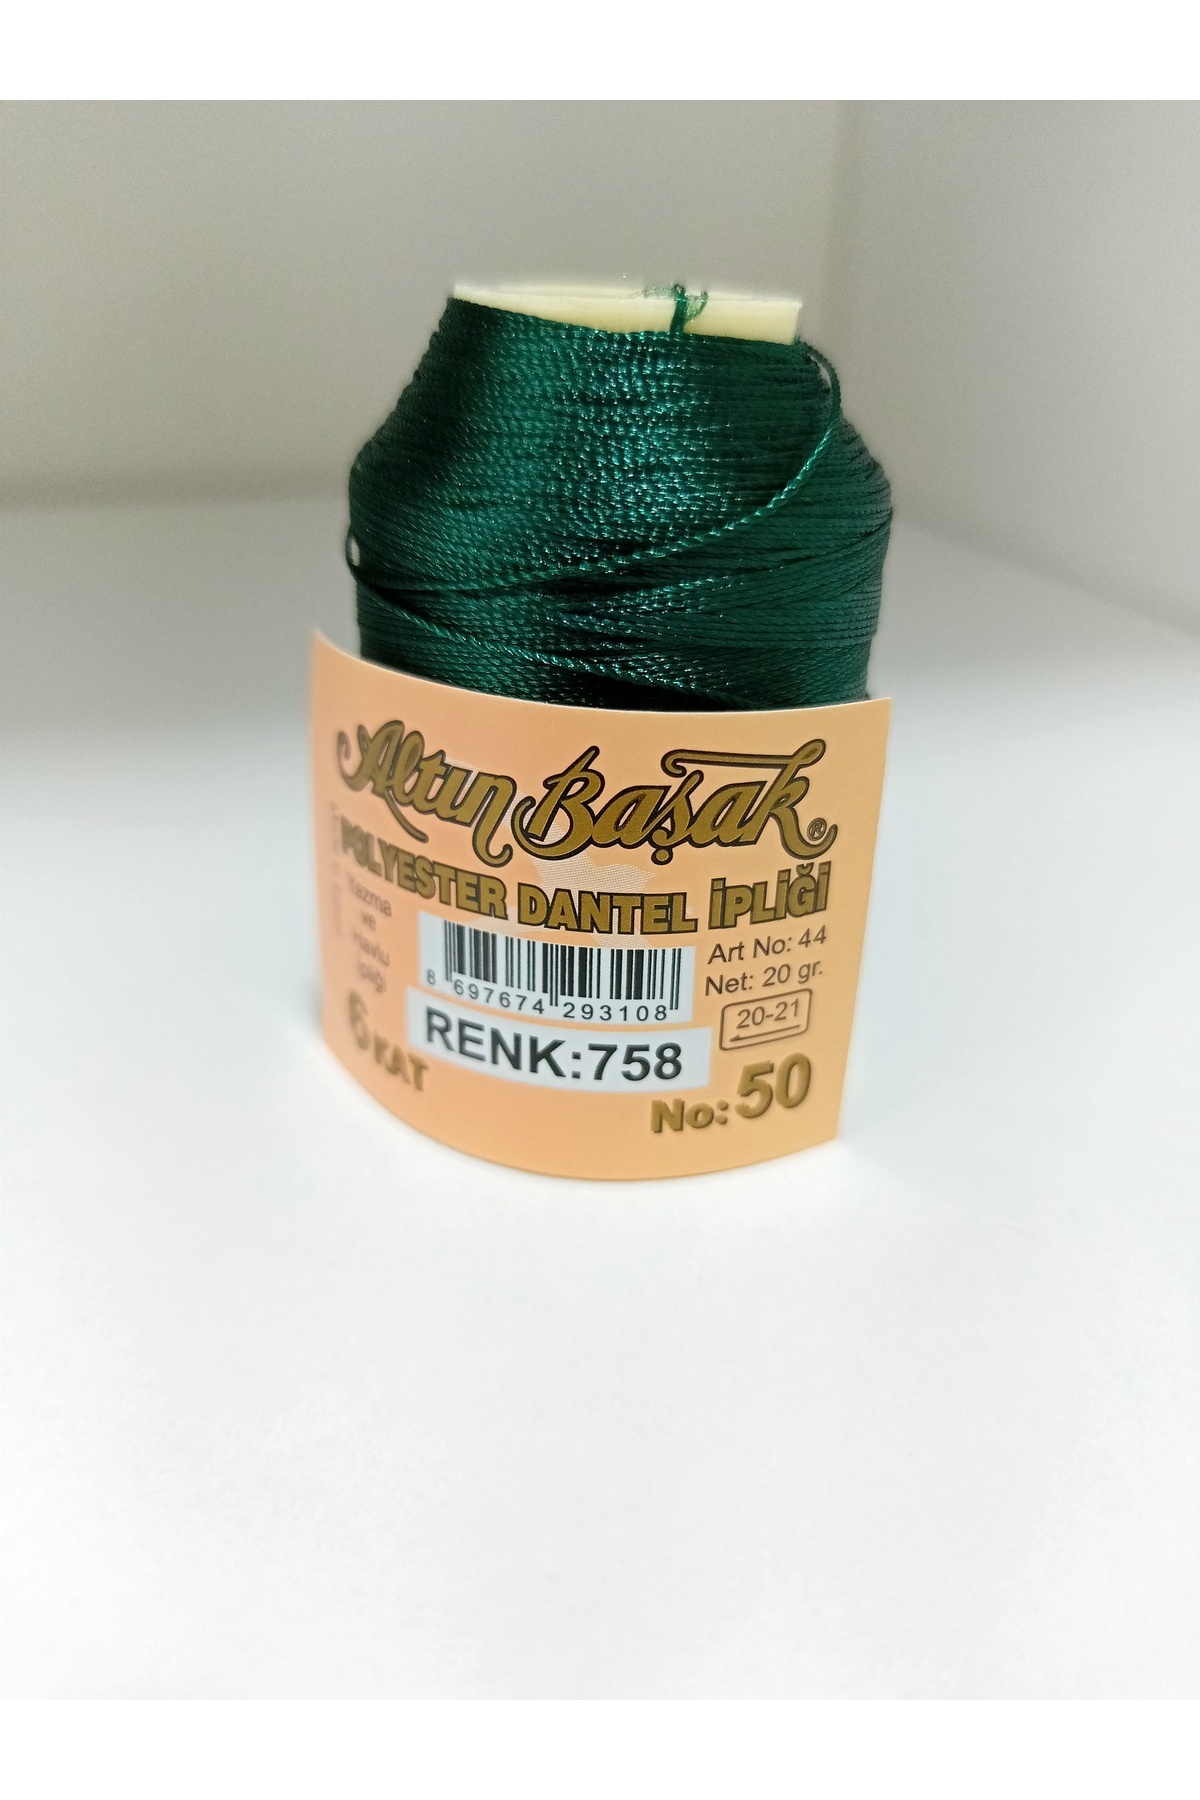 Altın Başak ®
POLYESTER DANTEL İPLİĞİ
Yazma
ve
Havlu
İpliği
6 KAT
8 697674 293108
RENK:758
Art No: 44
Net: 20 gr.
20-21
No: 50